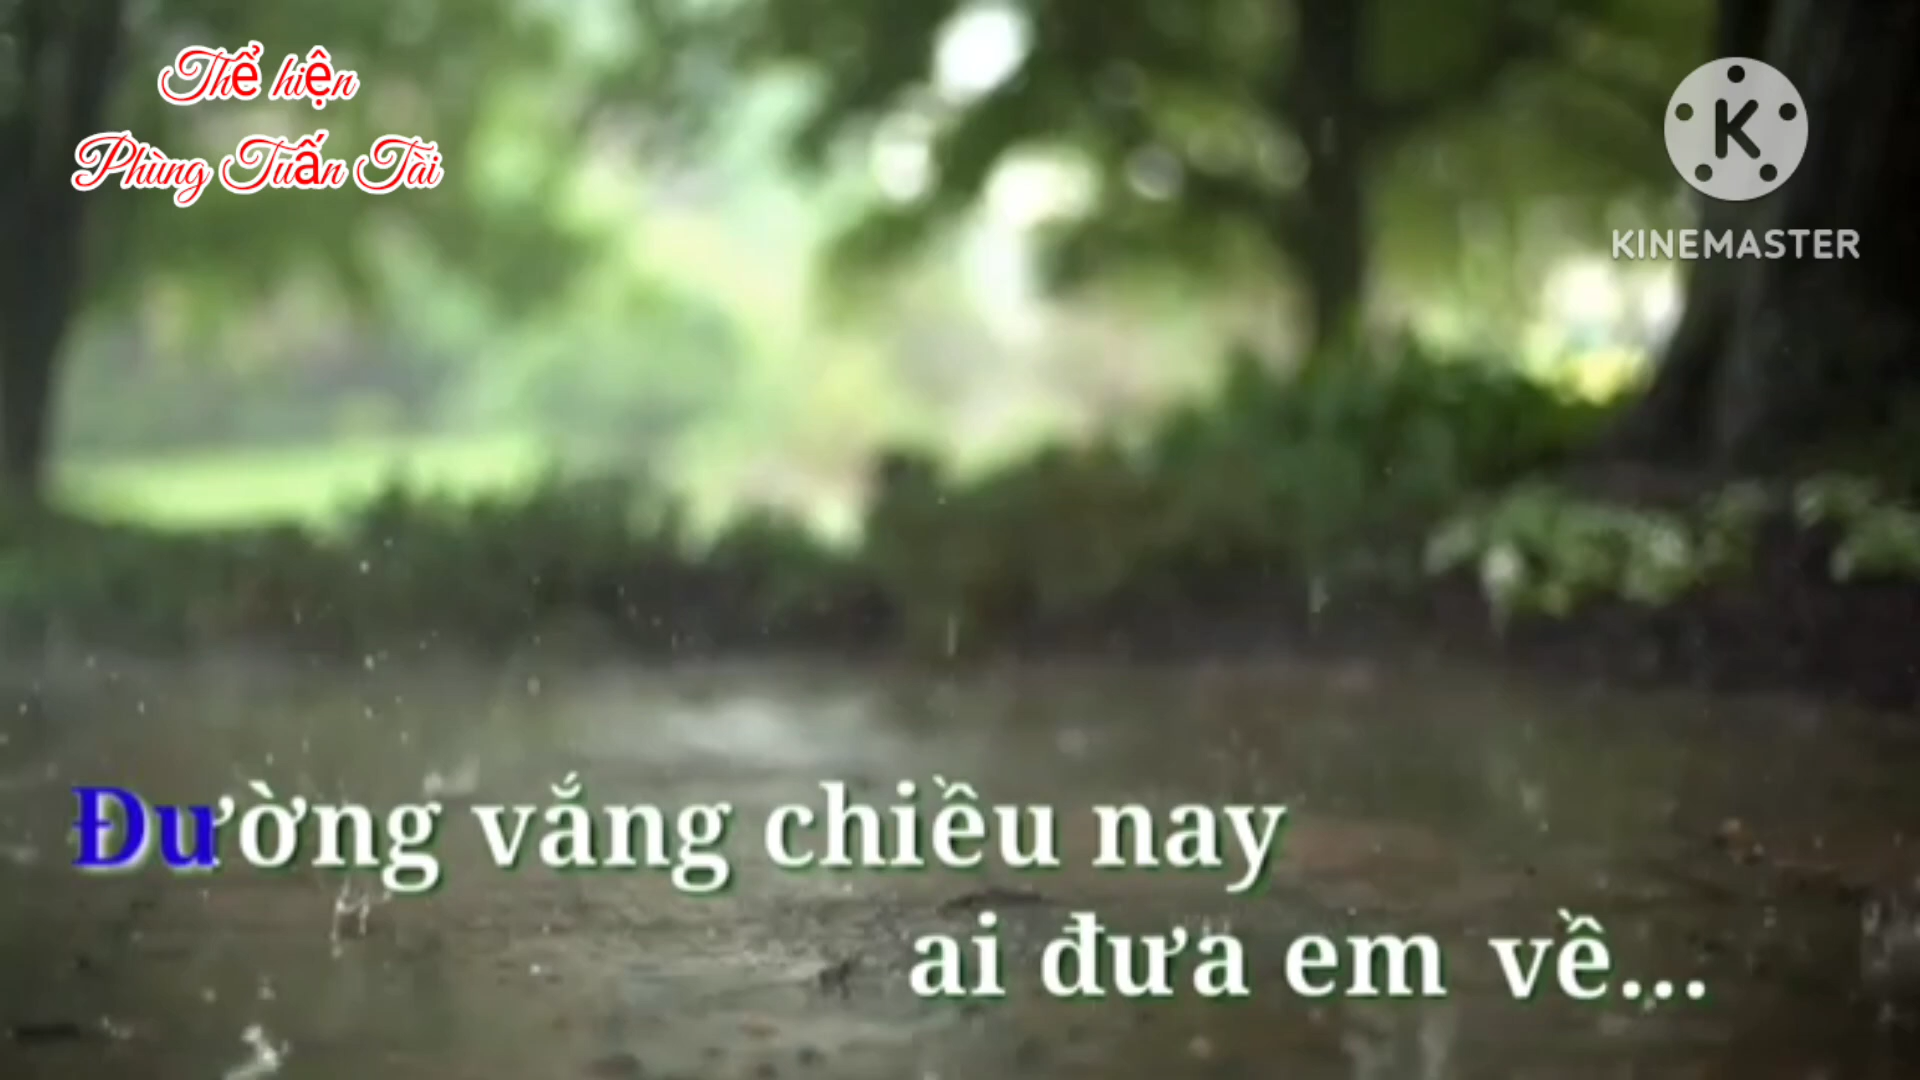 Thể hiện
Phùng Tuấn Tài
K
KINEMASTER
Đường vắng chiều nay
ai đưa em về...